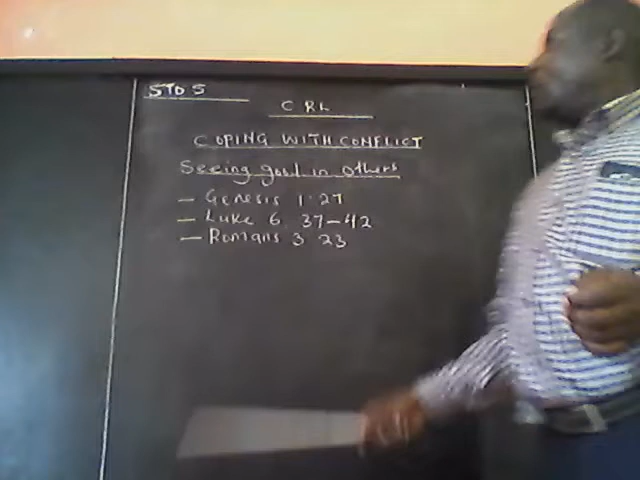 STD 5
C RE
COPING WITH CONFLICT
Seeing good in others
— Genesis 1:27
— Luke 6 37-42
— Romans 3 23